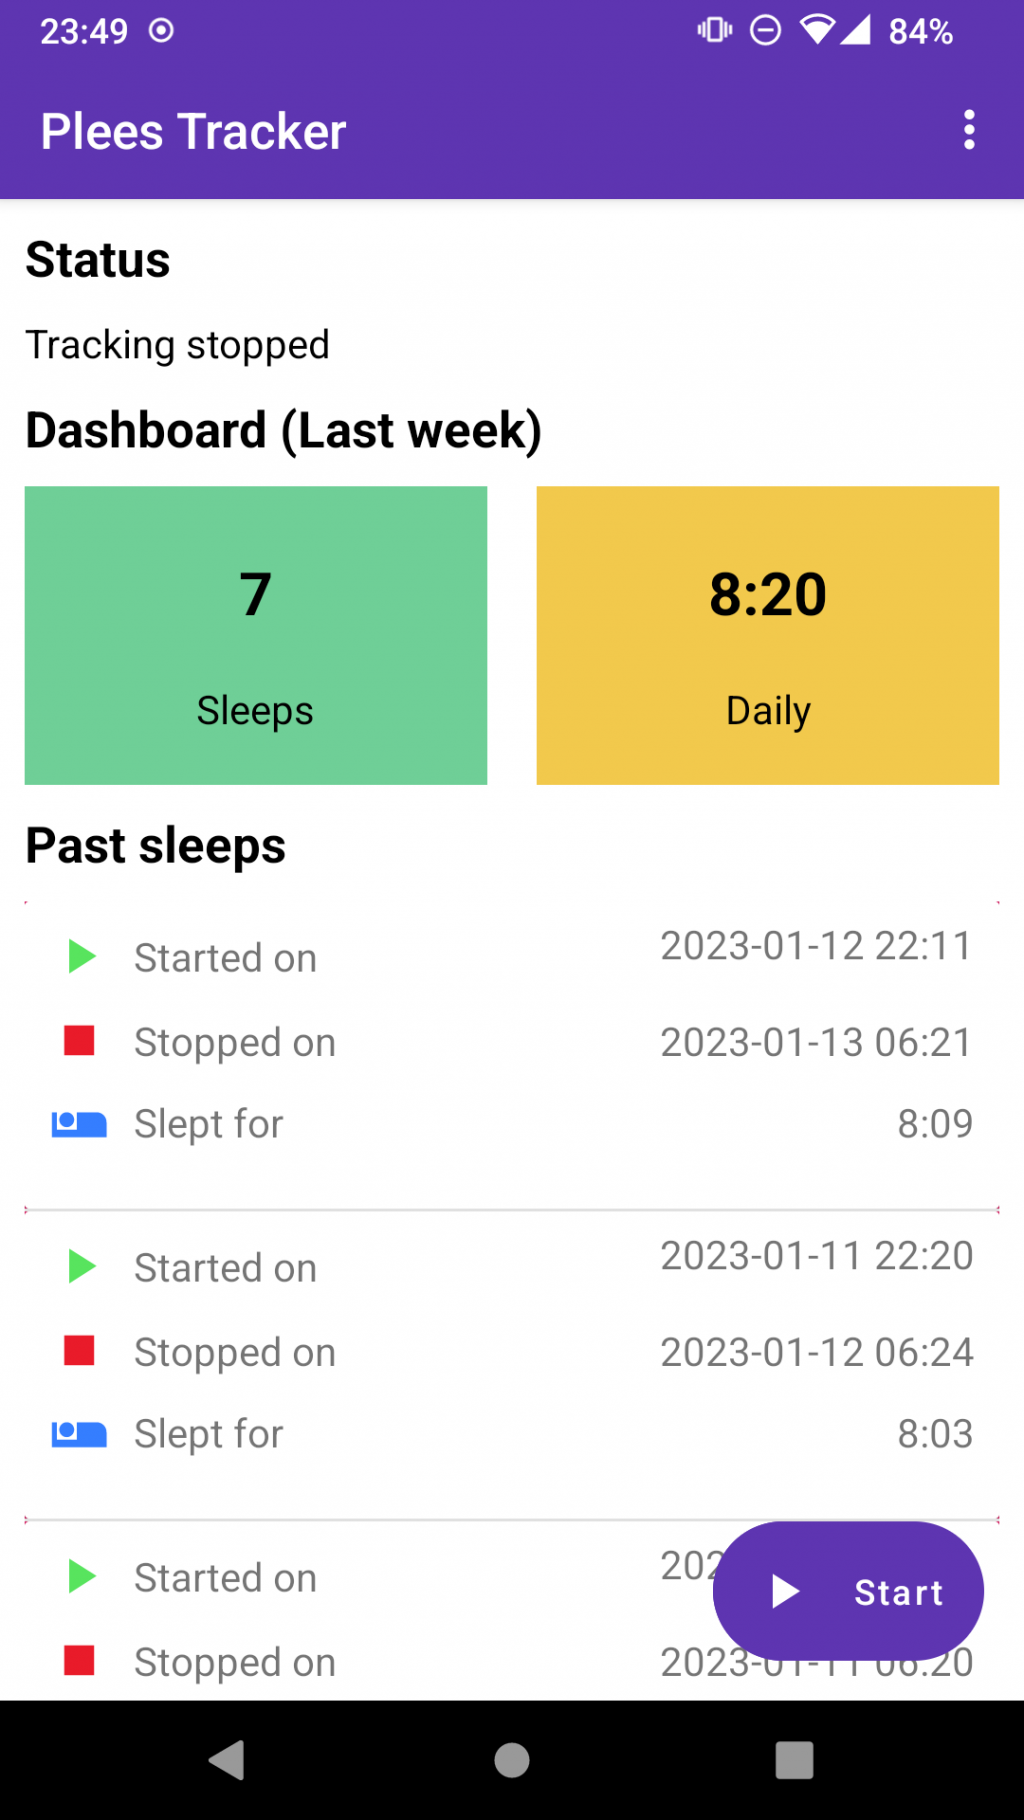 23:49 84%
Plees Tracker
Status
Tracking stopped
Dashboard (Last week)
7 8:20
Sleeps Daily
Past sleeps
Started on 2023-01-12 22:11
Stopped on 2023-01-13 06:21
Slept for 8:09
Started on 2023-01-11 22:20
Stopped on 2023-01-12 06:24
Slept for 8:03
Started on
Start
Stopped on 2023-01-11 06:20